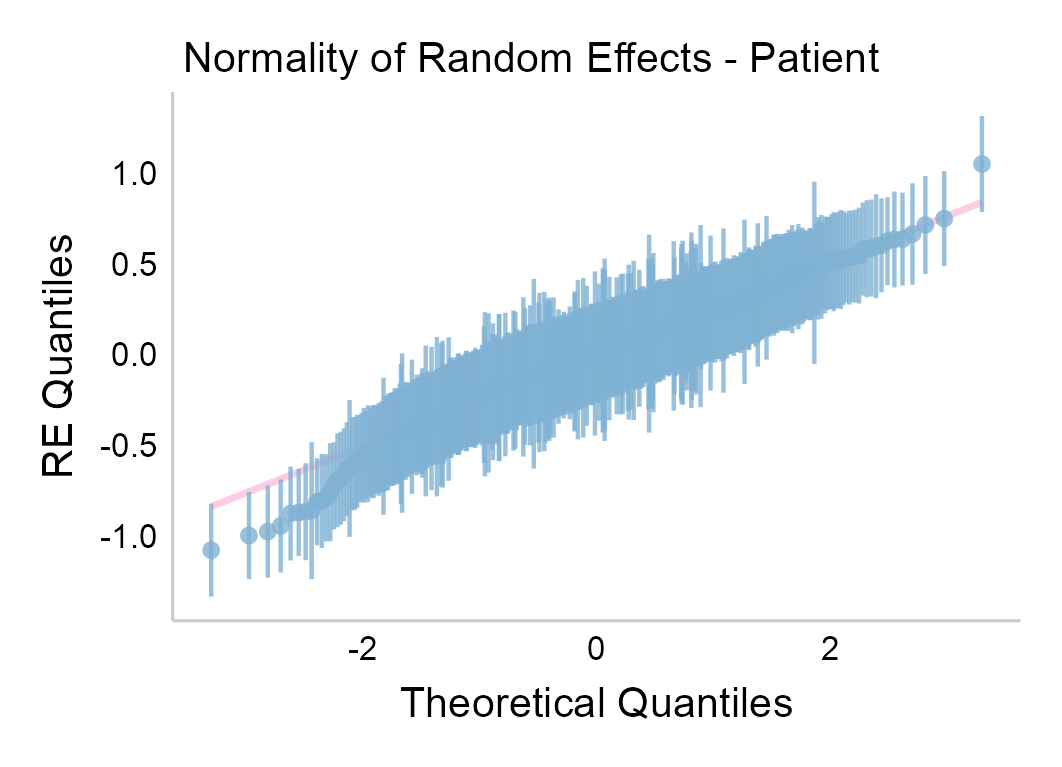 Normality of Random Effects - Patient
1.0
0.5
0.0
-0.5
-1.0
RE Quantiles
-2 0 2
Theoretical Quantiles